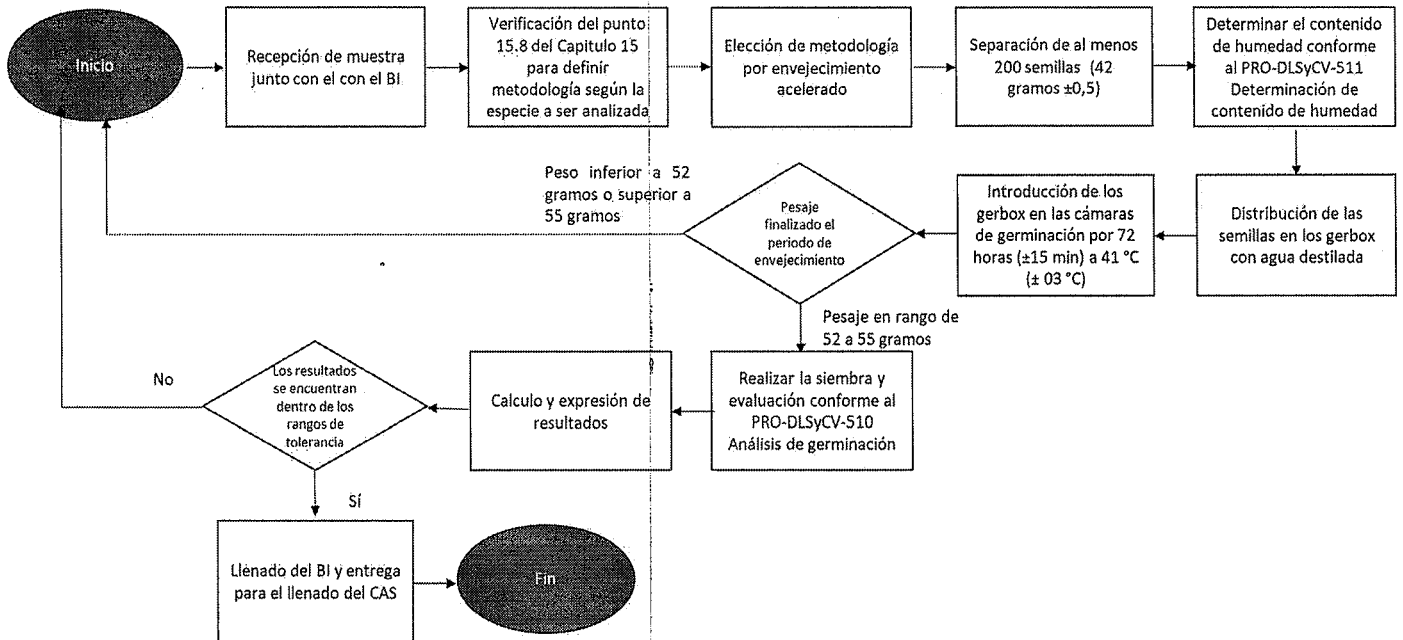 Inicio
Recepción de muestra
junto con el con el BI
Verificación del punto
15.8 del Capitulo 15
para definir
metodología según la
especie a ser analizada
Elección de metodología
por envejecimiento
acelerado
Separación de al menos
200 semillas (42
gramos ±0,5)
Determinar el contenido
de humedad conforme
al PRO-DLSyCV-511
Determinación de
contenido de humedad
Distribución de las
semillas en los gerbox
con agua destilada
Introducción de los
gerbox en las cámaras
de germinación por 72
horas (±15 min) a 41 °C
(± 03 °C)
Pesaje
finalizado el
periodo de
envejecimiento
Peso inferior a 52
gramos o superior a
55 gramos
Pesaje en rango de
52 a 55 gramos
Realizar la siembra y
evaluación conforme al
PRO-DLSyCV-510
Análisis de germinación
Calculo y expresión de
resultados
Los resultados
se encuentran
dentro de los
rangos de
tolerancia
No
Sí
Llenado del BI y entrega
para el llenado del CAS
Fin